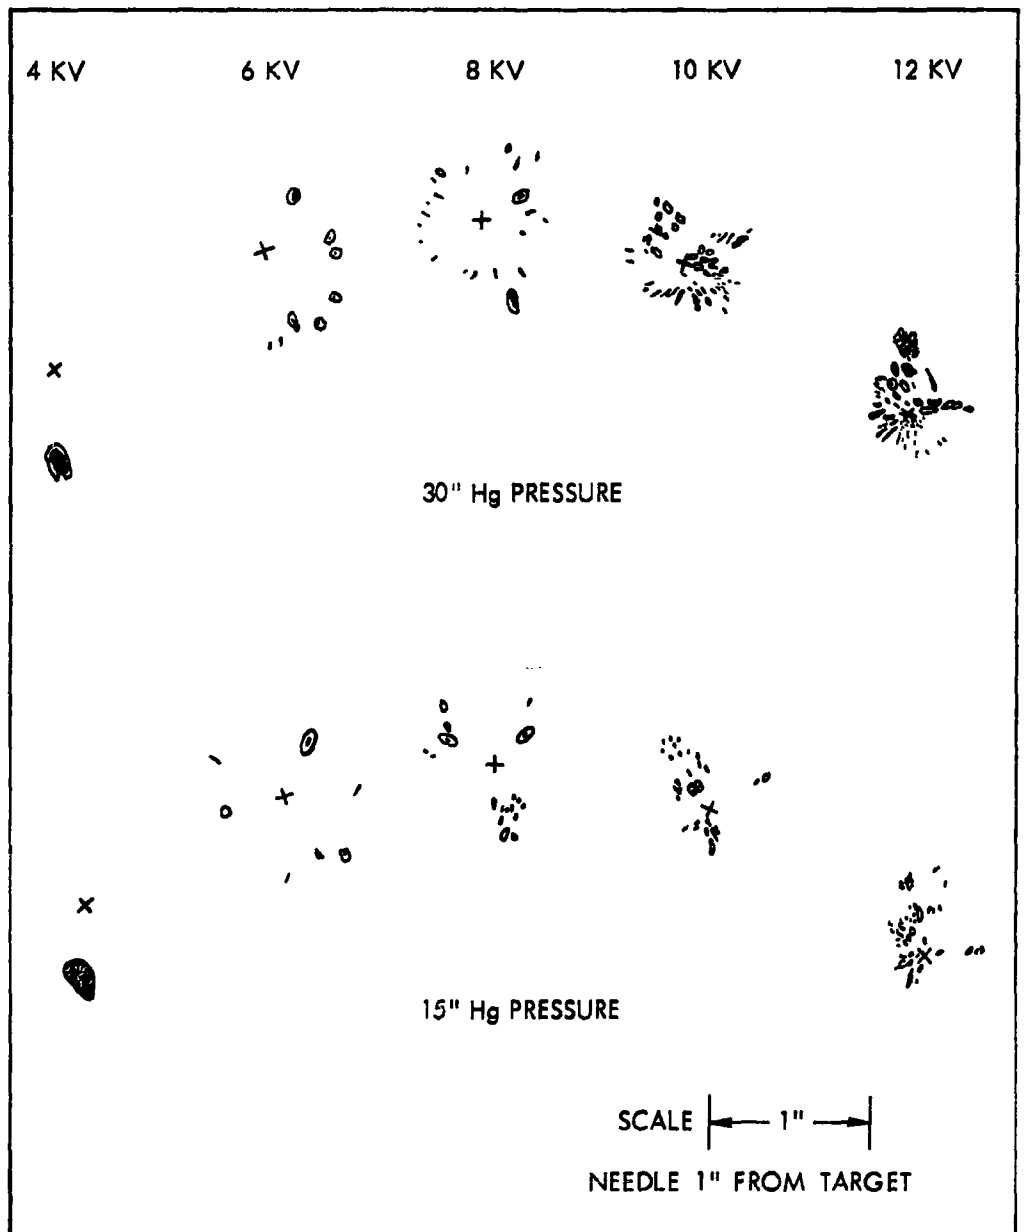 4 KV 6 KV 8 KV 10 KV 12 KV
30" Hg PRESSURE
15" Hg PRESSURE
SCALE 1"
NEEDLE 1" FROM TARGET